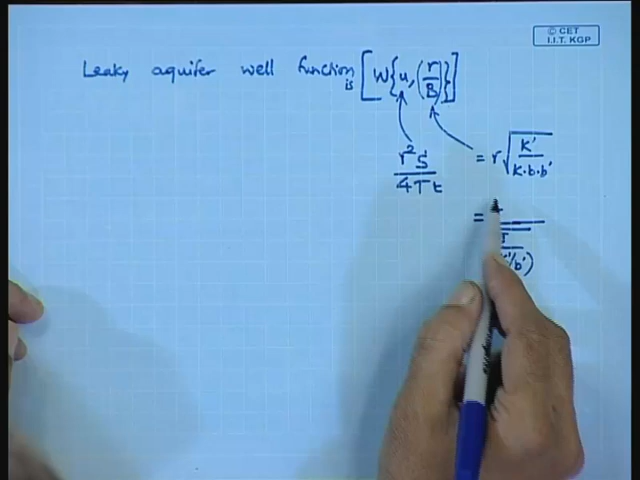 © CET
I.I.T. KGP
Leaky aquifer well function is [W{u, (r/B)}]
r²S/4Tt
= r√(K'/K·b·b')
=
/b')